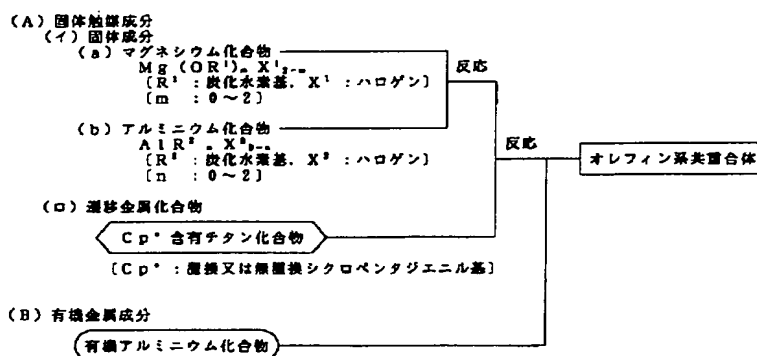 (A) 固体触媒成分
(イ) 固体成分
(a) マグネシウム化合物
Mg(OR¹)ₘX¹₂₋ₘ
〔R¹:炭化水素基、X¹:ハロゲン〕
〔m:0~2〕
反応
(b) アルミニウム化合物
AlR²ₙX²₃₋ₙ
〔R²:炭化水素基、X²:ハロゲン〕
〔n:0~2〕
反応
オレフィン系共重合体
(ロ) 遷移金属化合物
Cp*含有チタン化合物
〔Cp*:置換又は無置換シクロペンタジエニル基〕
(B) 有機金属成分
有機アルミニウム化合物